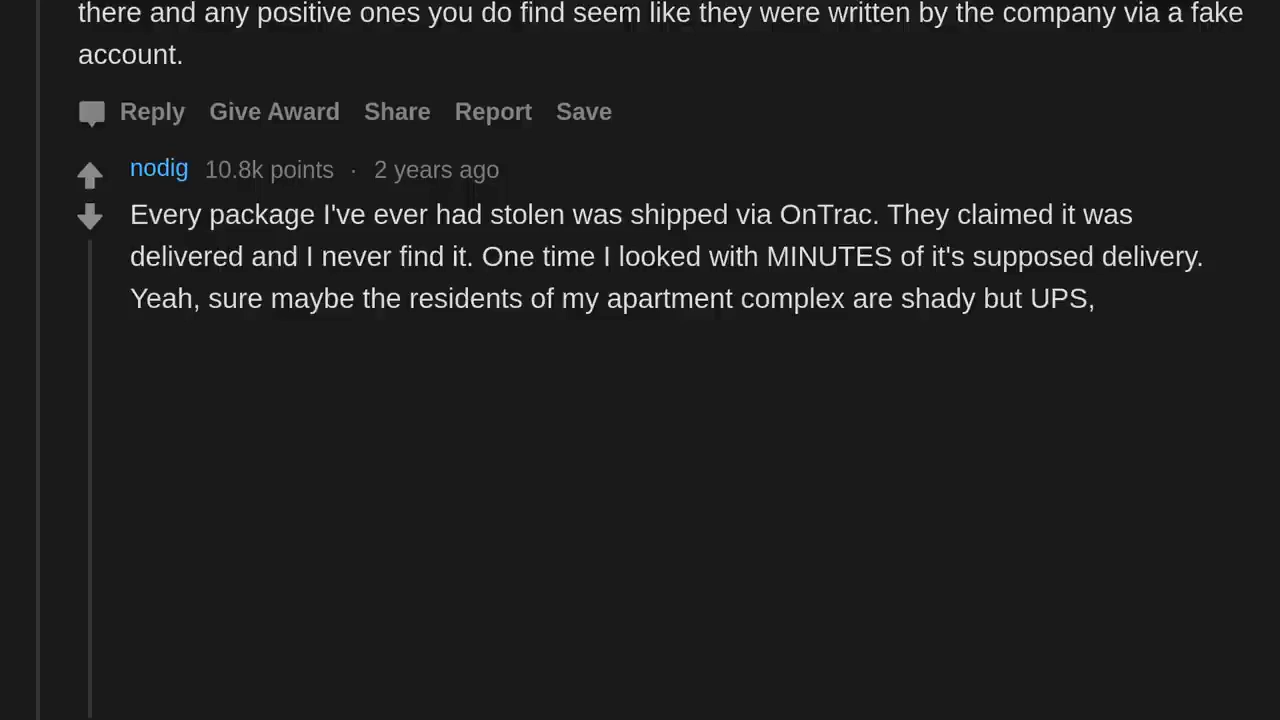 there and any positive ones you do find seem like they were written by the company via a fake
account.
Reply Give Award Share Report Save
nodig 10.8k points · 2 years ago
Every package I've ever had stolen was shipped via OnTrac. They claimed it was
delivered and I never find it. One time I looked with MINUTES of it's supposed delivery.
Yeah, sure maybe the residents of my apartment complex are shady but UPS,